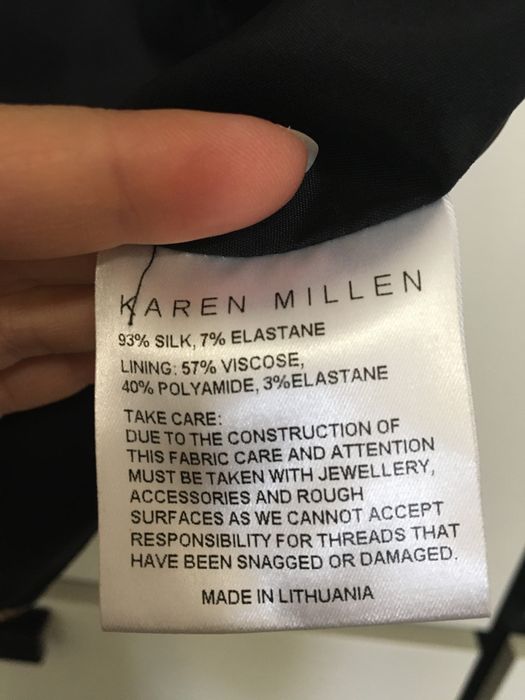 KAREN MILLEN
93% SILK, 7% ELASTANE
LINING: 57% VISCOSE,
40% POLYAMIDE, 3%ELASTANE
TAKE CARE:
DUE TO THE CONSTRUCTION OF
THIS FABRIC CARE AND ATTENTION
MUST BE TAKEN WITH JEWELLERY,
ACCESSORIES AND ROUGH
SURFACES AS WE CANNOT ACCEPT
RESPONSIBILITY FOR THREADS THAT
HAVE BEEN SNAGGED OR DAMAGED.
MADE IN LITHUANIA